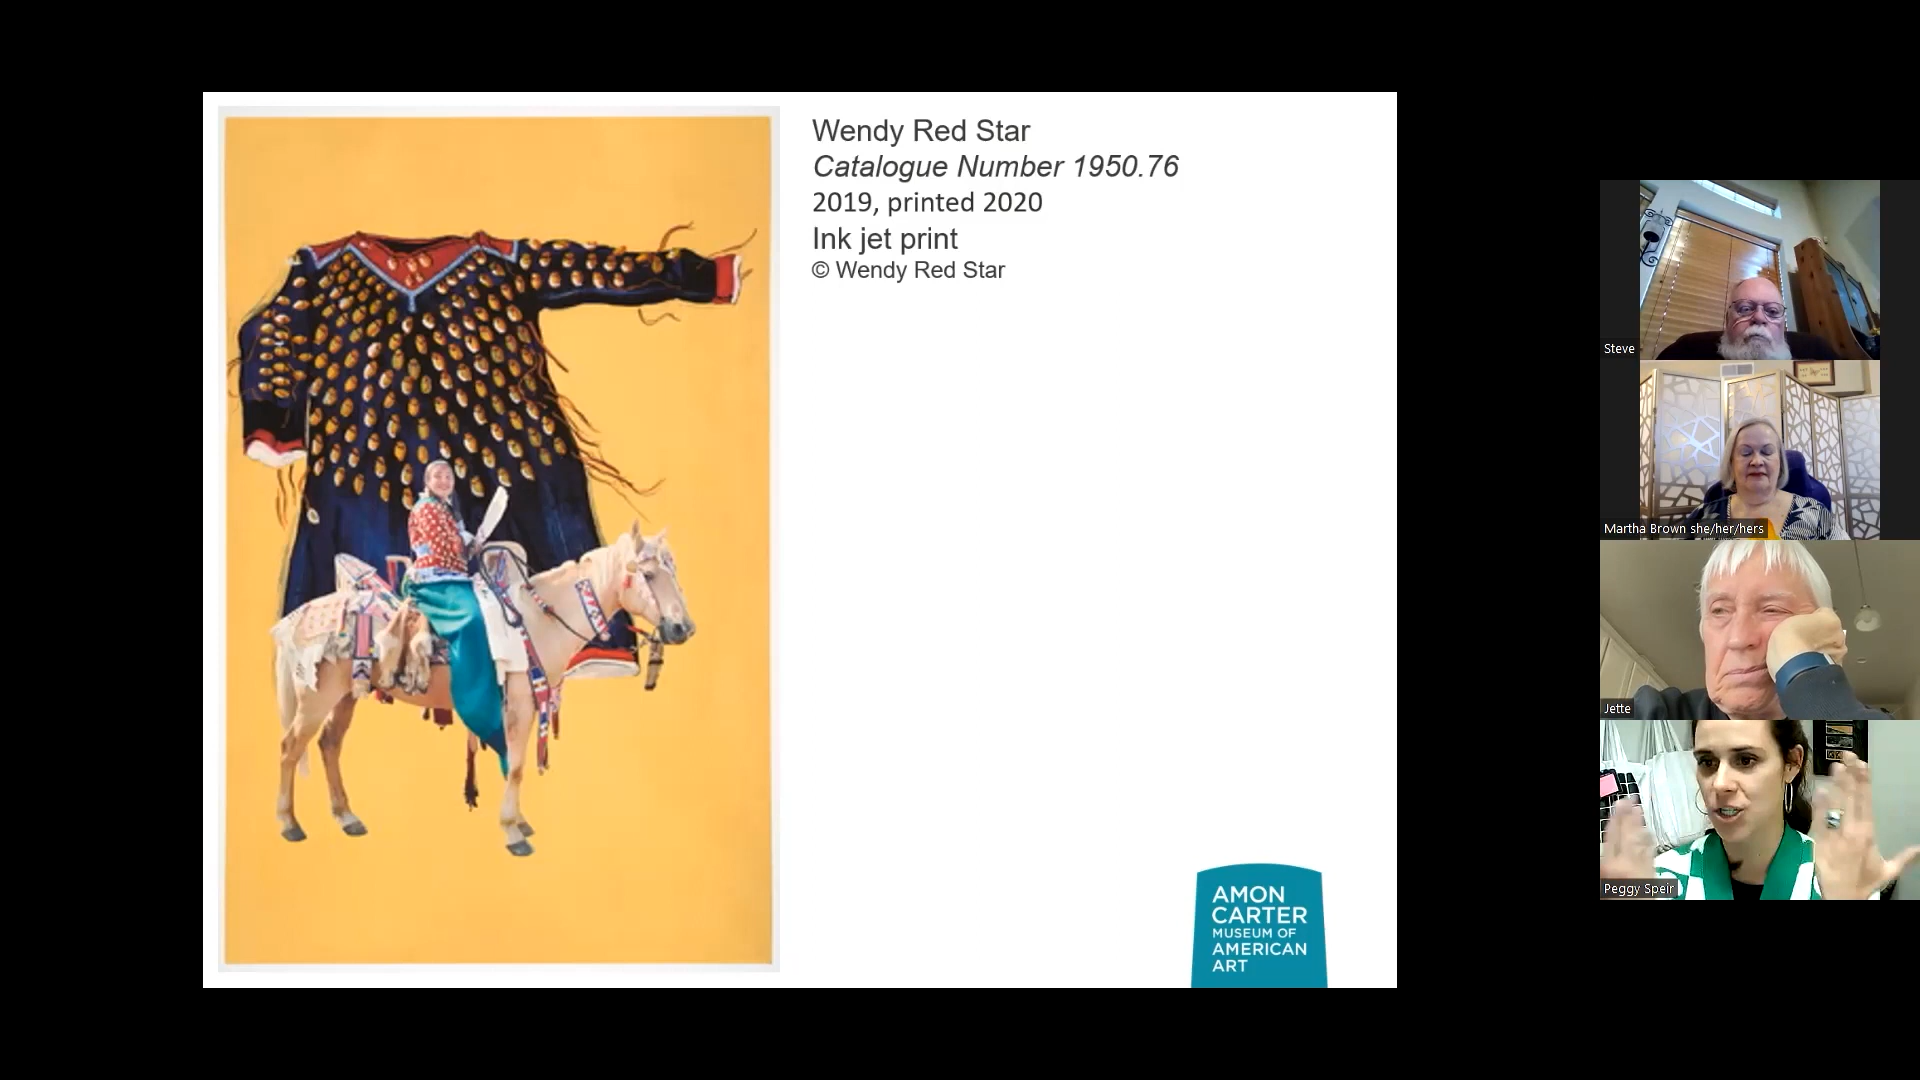 Wendy Red Star
Catalogue Number 1950.76
2019, printed 2020
Ink jet print
© Wendy Red Star
AMON
CARTER
MUSEUM OF
AMERICAN
ART
Steve
Martha Brown she/her/hers
Jette
Peggy Speir